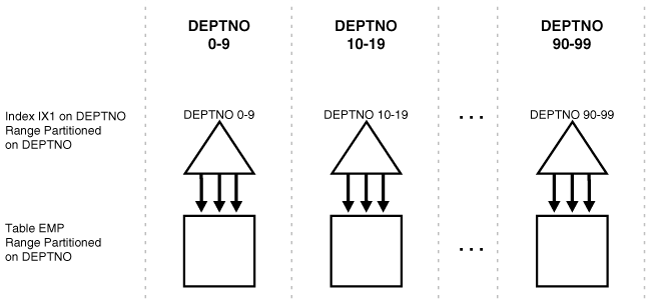 DEPTNO
0-9
DEPTNO
10-19
DEPTNO
90-99
Index IX1 on DEPTNO
Range Partitioned
on DEPTNO
DEPTNO 0-9
DEPTNO 10-19
. . .
DEPTNO 90-99
Table EMP
Range Partitioned
on DEPTNO
. . .